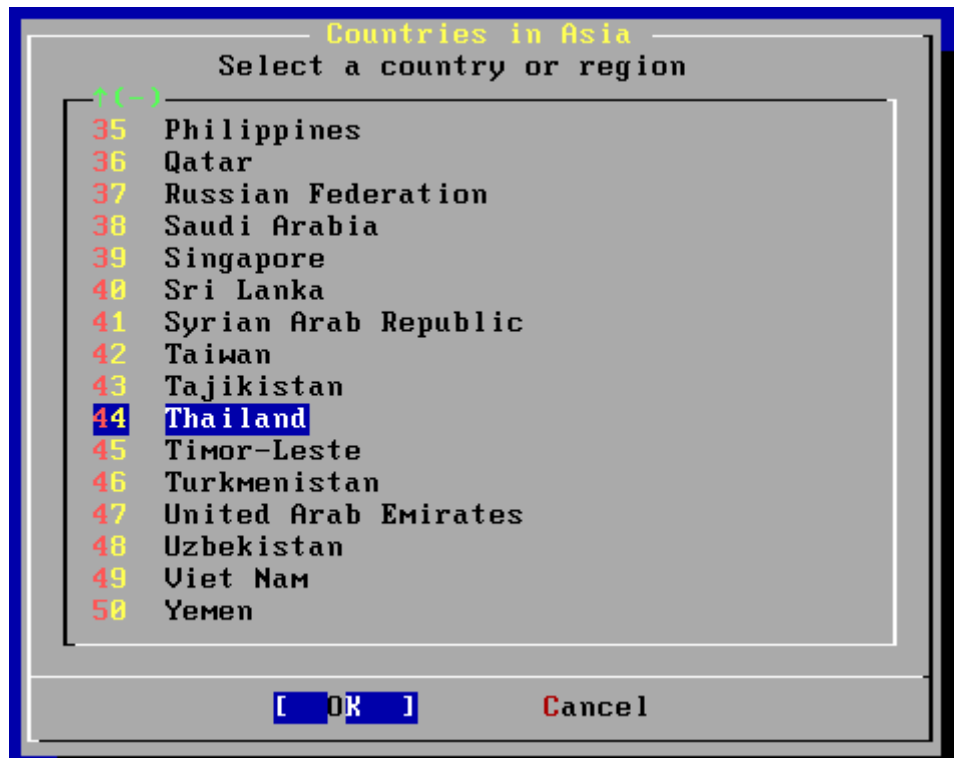 Countries in Asia
Select a country or region
↑(-)
35 Philippines
36 Qatar
37 Russian Federation
38 Saudi Arabia
39 Singapore
40 Sri Lanka
41 Syrian Arab Republic
42 Taiwan
43 Tajikistan
44 Thailand
45 Timor-Leste
46 Turkmenistan
47 United Arab Emirates
48 Uzbekistan
49 Viet Nam
50 Yemen
[ OK ] Cancel